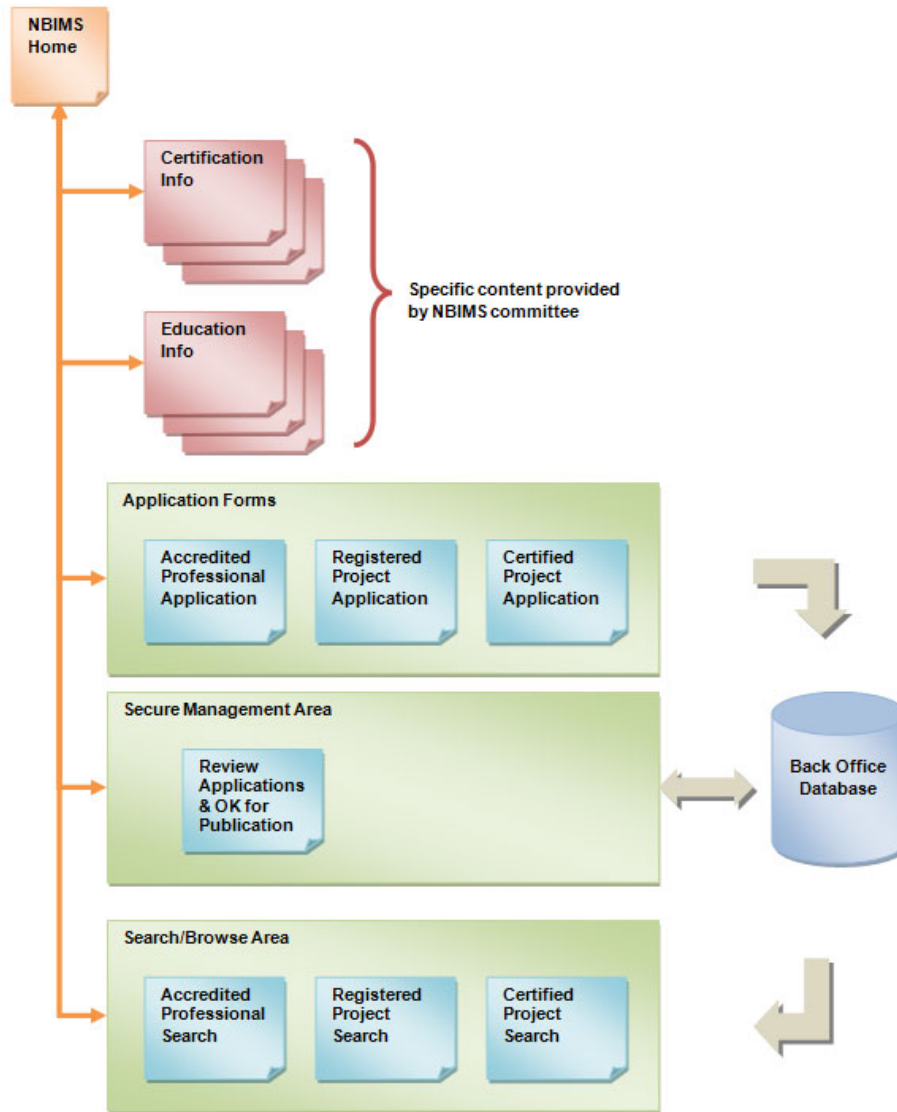 NBIMS
Home
Certification
Info
Specific content provided
by NBIMS committee
Education
Info
Application Forms
Accredited
Professional
Application
Registered
Project
Application
Certified
Project
Application
Secure Management Area
Review
Applications
& OK for
Publication
Back Office
Database
Search/Browse Area
Accredited
Professional
Search
Registered
Project
Search
Certified
Project
Search